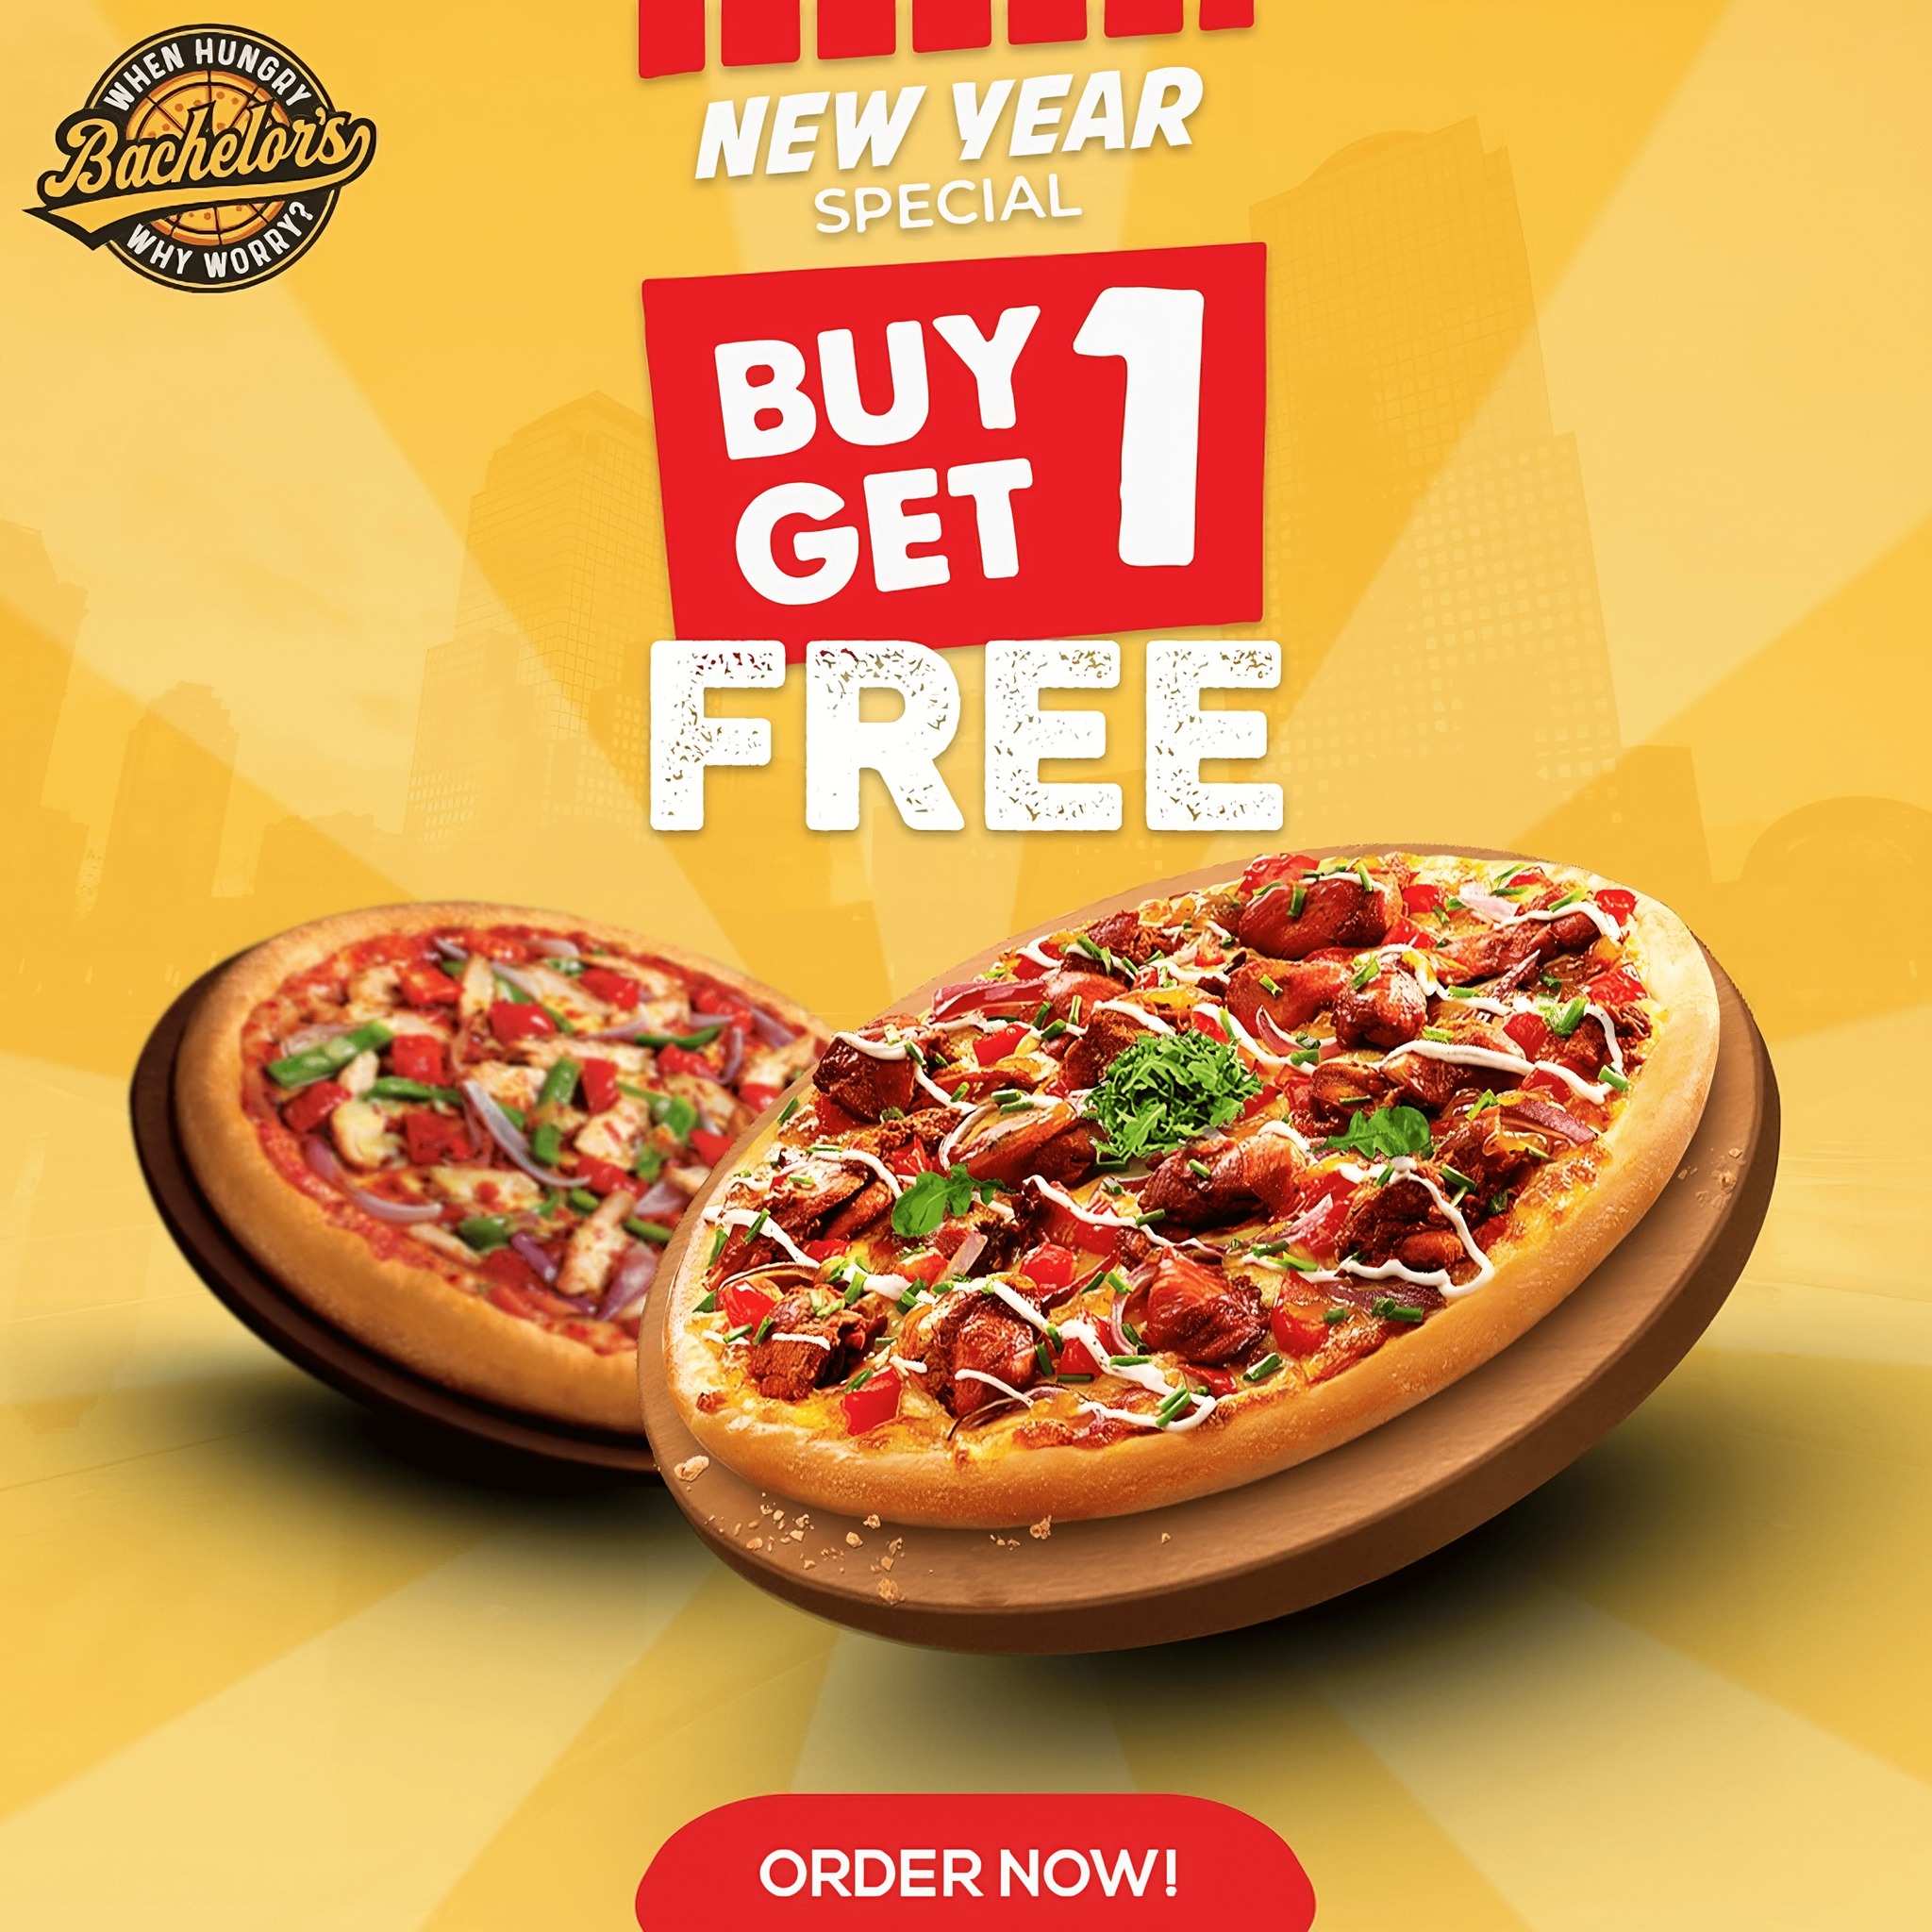 WHEN HUNGRY
Bachelor's
WHY WORRY?
NEW YEAR
SPECIAL
BUY 1
GET
FREE
ORDER NOW!